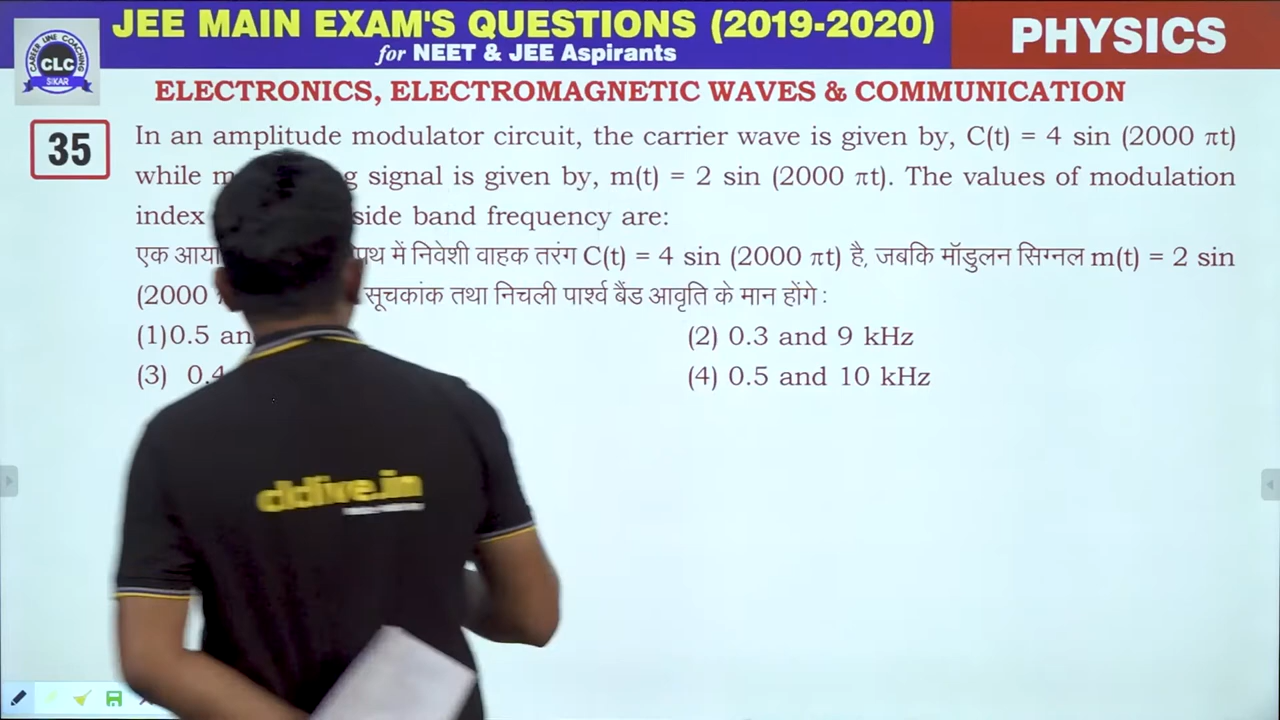 JEE MAIN EXAM'S QUESTIONS (2019-2020)
for NEET & JEE Aspirants
PHYSICS
CAREER LINE COACHING
CLC
SIKAR
ELECTRONICS, ELECTROMAGNETIC WAVES & COMMUNICATION
35
In an amplitude modulator circuit, the carrier wave is given by, C(t) = 4 sin (2000 πt)
while signal is given by, m(t) = 2 sin (2000 πt). The values of modulation
index side band frequency are:
एक में निवेशी वाहक तरंग C(t) = 4 sin (2000 πt) है, जबकि मॉडुलन सिग्नल m(t) = 2 sin
(2000 सूचकांक तथा निचली पार्श्व बैंड आवृति के मान होंगे :
(1)0.5
(2) 0.3 and 9 kHz
(3) 0.4
(4) 0.5 and 10 kHz
ddlive.in